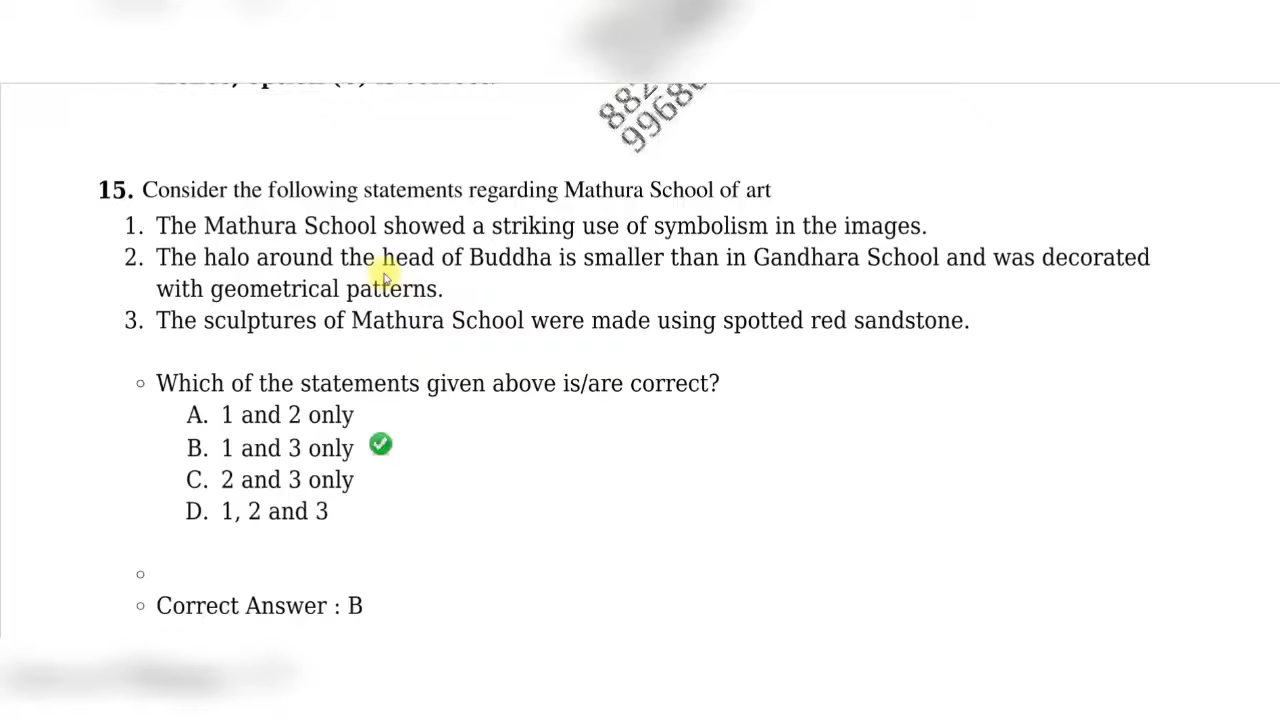 15. Consider the following statements regarding Mathura School of art
1. The Mathura School showed a striking use of symbolism in the images.
2. The halo around the head of Buddha is smaller than in Gandhara School and was decorated
with geometrical patterns.
3. The sculptures of Mathura School were made using spotted red sandstone.
Which of the statements given above is/are correct?
A. 1 and 2 only
B. 1 and 3 only
C. 2 and 3 only
D. 1, 2 and 3
Correct Answer : B